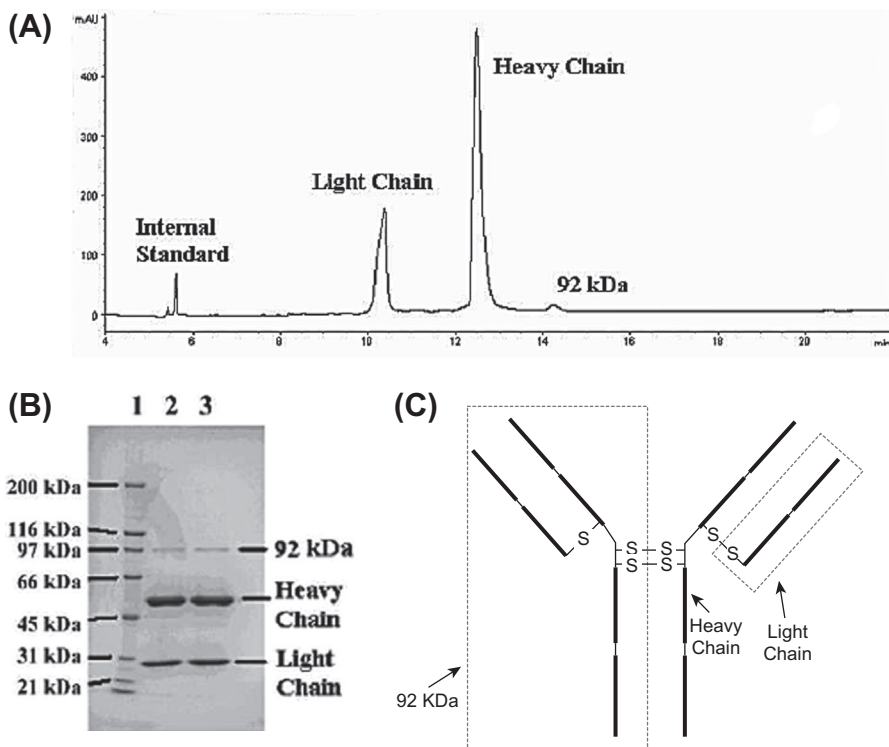 (A)
mAU
400
300
200
100
0
Internal
Standard
Light Chain
Heavy Chain
92 kDa
4
6
8
10
12
14
16
18
20
min
(B)
1 2 3
200 kDa
116 kDa
97 kDa
66 kDa
45 kDa
31 kDa
21 kDa
92 kDa
Heavy
Chain
Light
Chain
(C)
S
S S
S S
S
S
Heavy
Chain
Light
Chain
92 KDa